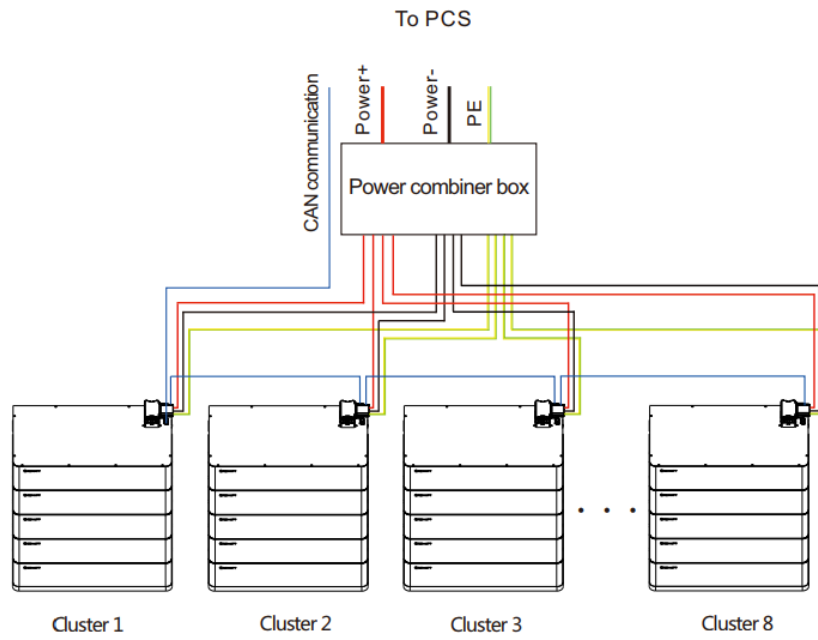 To PCS
CAN communication
Power+
Power-
PE
Power combiner box
Cluster 1
Cluster 2
Cluster 3
Cluster 8